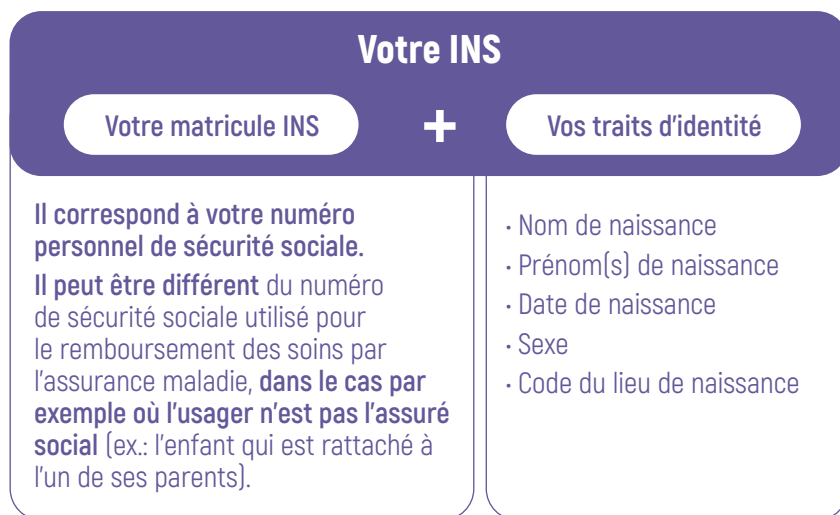 Votre INS
Votre matricule INS
+
Vos traits d'identité
Il correspond à votre numéro
personnel de sécurité sociale.
Il peut être différent du numéro
de sécurité sociale utilisé pour
le remboursement des soins par
l'assurance maladie, dans le cas par
exemple où l'usager n'est pas l'assuré
social (ex.: l'enfant qui est rattaché à
l'un de ses parents).
· Nom de naissance
· Prénom(s) de naissance
· Date de naissance
· Sexe
· Code du lieu de naissance